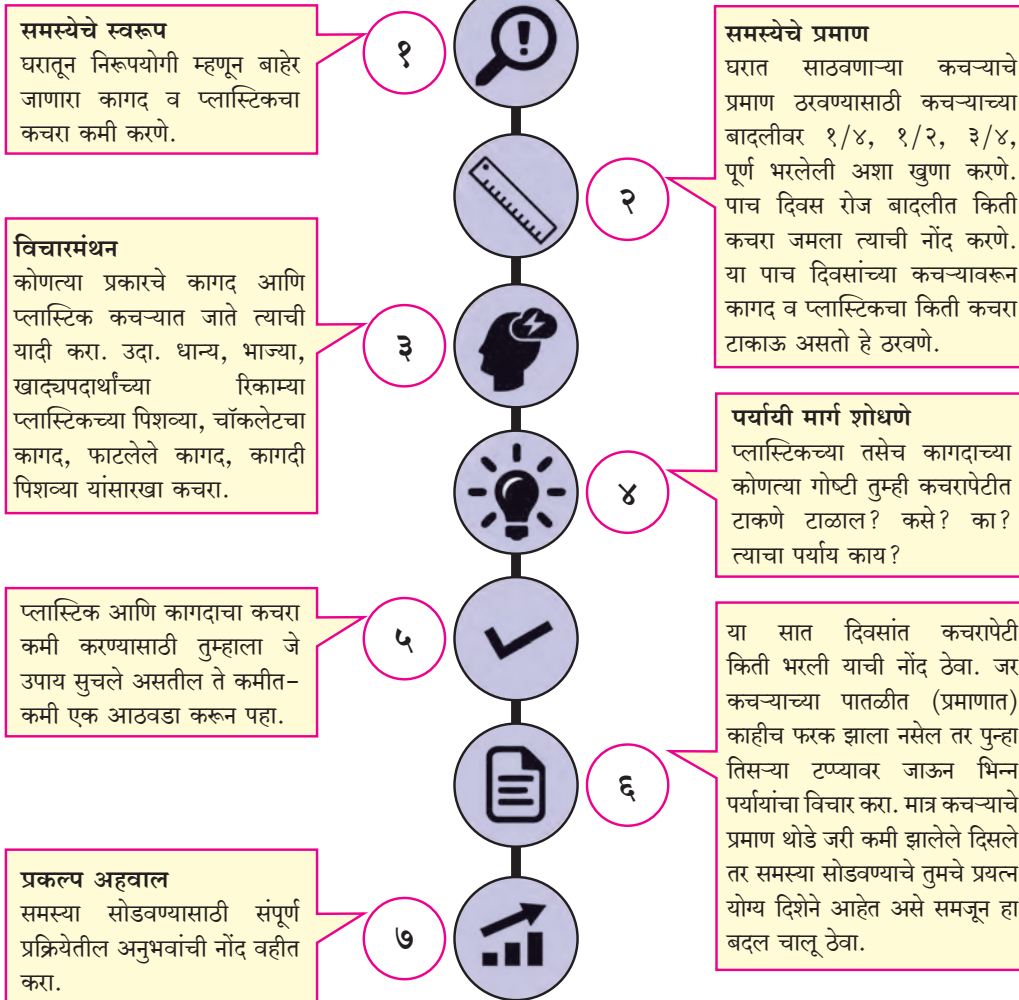 समस्येचे स्वरूप
घरातून निरूपयोगी म्हणून बाहेर
जाणारा कागद व प्लास्टिकचा
कचरा कमी करणे.
१
समस्येचे प्रमाण
घरात साठवणाऱ्या कचऱ्याचे
प्रमाण ठरवण्यासाठी कचऱ्याच्या
बादलीवर १/४, १/२, ३/४,
पूर्ण भरलेली अशा खुणा करणे.
पाच दिवस रोज बादलीत किती
कचरा जमला त्याची नोंद करणे.
या पाच दिवसांच्या कचऱ्यावरून
कागद व प्लास्टिकचा किती कचरा
टाकाऊ असतो हे ठरवणे.
२
विचारमंथन
कोणत्या प्रकारचे कागद आणि
प्लास्टिक कचऱ्यात जाते त्याची
यादी करा. उदा. धान्य, भाज्या,
खाद्यपदार्थांच्या रिकाम्या
प्लास्टिकच्या पिशव्या, चॉकलेटचा
कागद, फाटलेले कागद, कागदी
पिशव्या यांसारखा कचरा.
३
पर्यायी मार्ग शोधणे
प्लास्टिकच्या तसेच कागदाच्या
कोणत्या गोष्टी तुम्ही कचरापेटीत
टाकणे टाळाल? कसे? का?
त्याचा पर्याय काय?
४
प्लास्टिक आणि कागदाचा कचरा
कमी करण्यासाठी तुम्हाला जे
उपाय सुचले असतील ते कमीत-
कमी एक आठवडा करून पहा.
५
या सात दिवसांत कचरापेटी
किती भरली याची नोंद ठेवा. जर
कचऱ्याच्या पातळीत (प्रमाणात)
काहीच फरक झाला नसेल तर पुन्हा
तिसऱ्या टप्प्यावर जाऊन भिन्न
पर्यायांचा विचार करा. मात्र कचऱ्याचे
प्रमाण थोडे जरी कमी झालेले दिसले
तर समस्या सोडवण्याचे तुमचे प्रयत्न
योग्य दिशेने आहेत असे समजून हा
बदल चालू ठेवा.
६
प्रकल्प अहवाल
समस्या सोडवण्यासाठी संपूर्ण
प्रक्रियेतील अनुभवांची नोंद वहीत
करा.
७